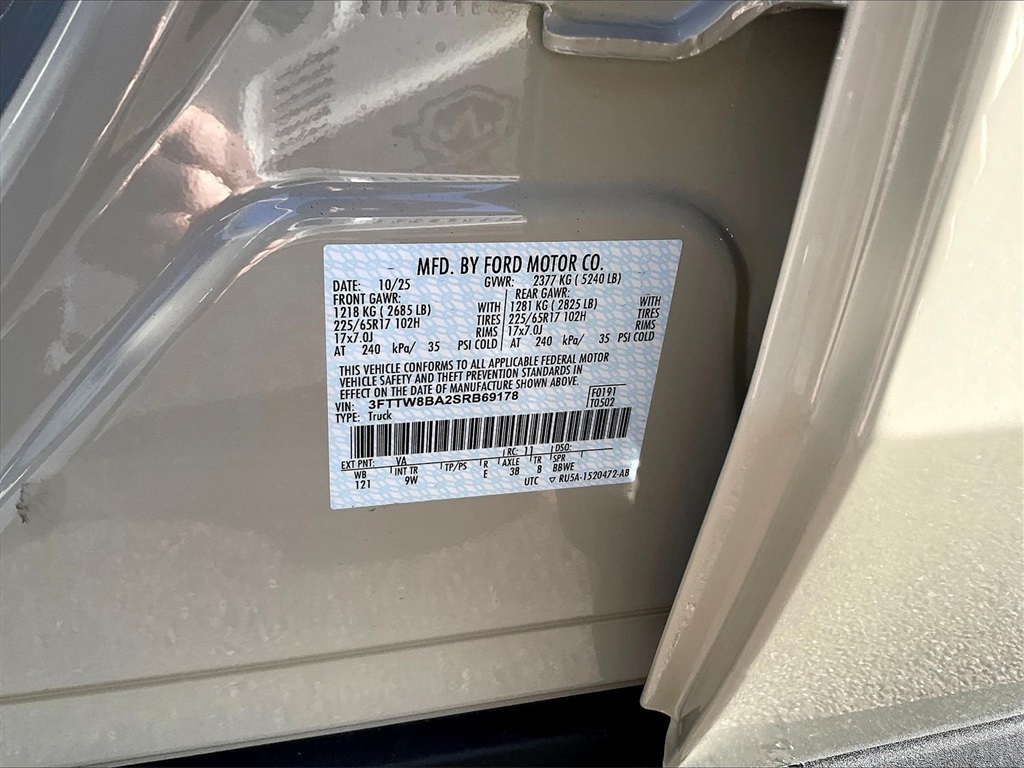 MFD. BY FORD MOTOR CO.
DATE: 10/25 GVWR: 2377 KG ( 5240 LB)
FRONT GAWR: REAR GAWR:
1218 KG ( 2685 LB) WITH 1281 KG ( 2825 LB) WITH
225/65R17 102H TIRES 225/65R17 102H TIRES
17x7.0J RIMS 17x7.0J RIMS
AT 240 kPa/ 35 PSI COLD AT 240 kPa/ 35 PSI COLD
THIS VEHICLE CONFORMS TO ALL APPLICABLE FEDERAL MOTOR
VEHICLE SAFETY AND THEFT PREVENTION STANDARDS IN
EFFECT ON THE DATE OF MANUFACTURE SHOWN ABOVE.
VIN: 3FTTW8BA2SRB69178 F0191
TYPE: Truck T0502
EXT PNT: VA RC: 11 DSO:
WB INT TR TP/PS R AXLE TR SPR
121 9W E 38 8 BBWE
UTC ▽ RU5A-1520472-AB